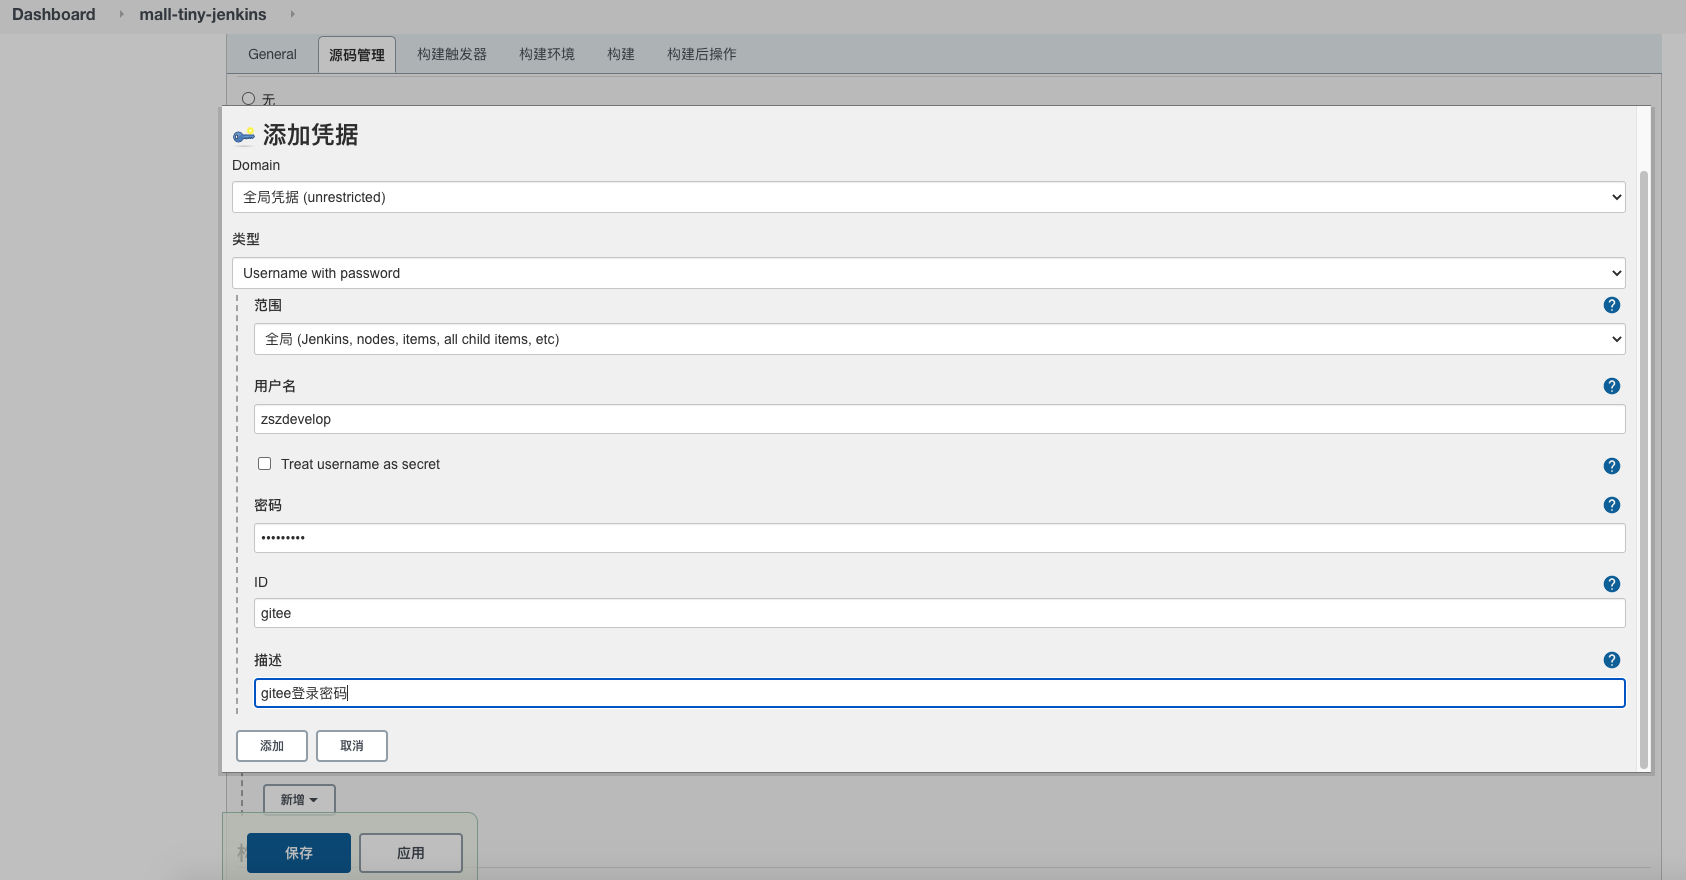 Dashboard mall-tiny-jenkins
General 源码管理 构建触发器 构建环境 构建 构建后操作
无
添加凭据
Domain
全局凭据 (unrestricted)
类型
Username with password
范围
全局 (Jenkins, nodes, items, all child items, etc)
用户名
zszdevelop
Treat username as secret
密码
•••••••••
ID
gitee
描述
gitee登录密码
添加 取消
新增
保存 应用